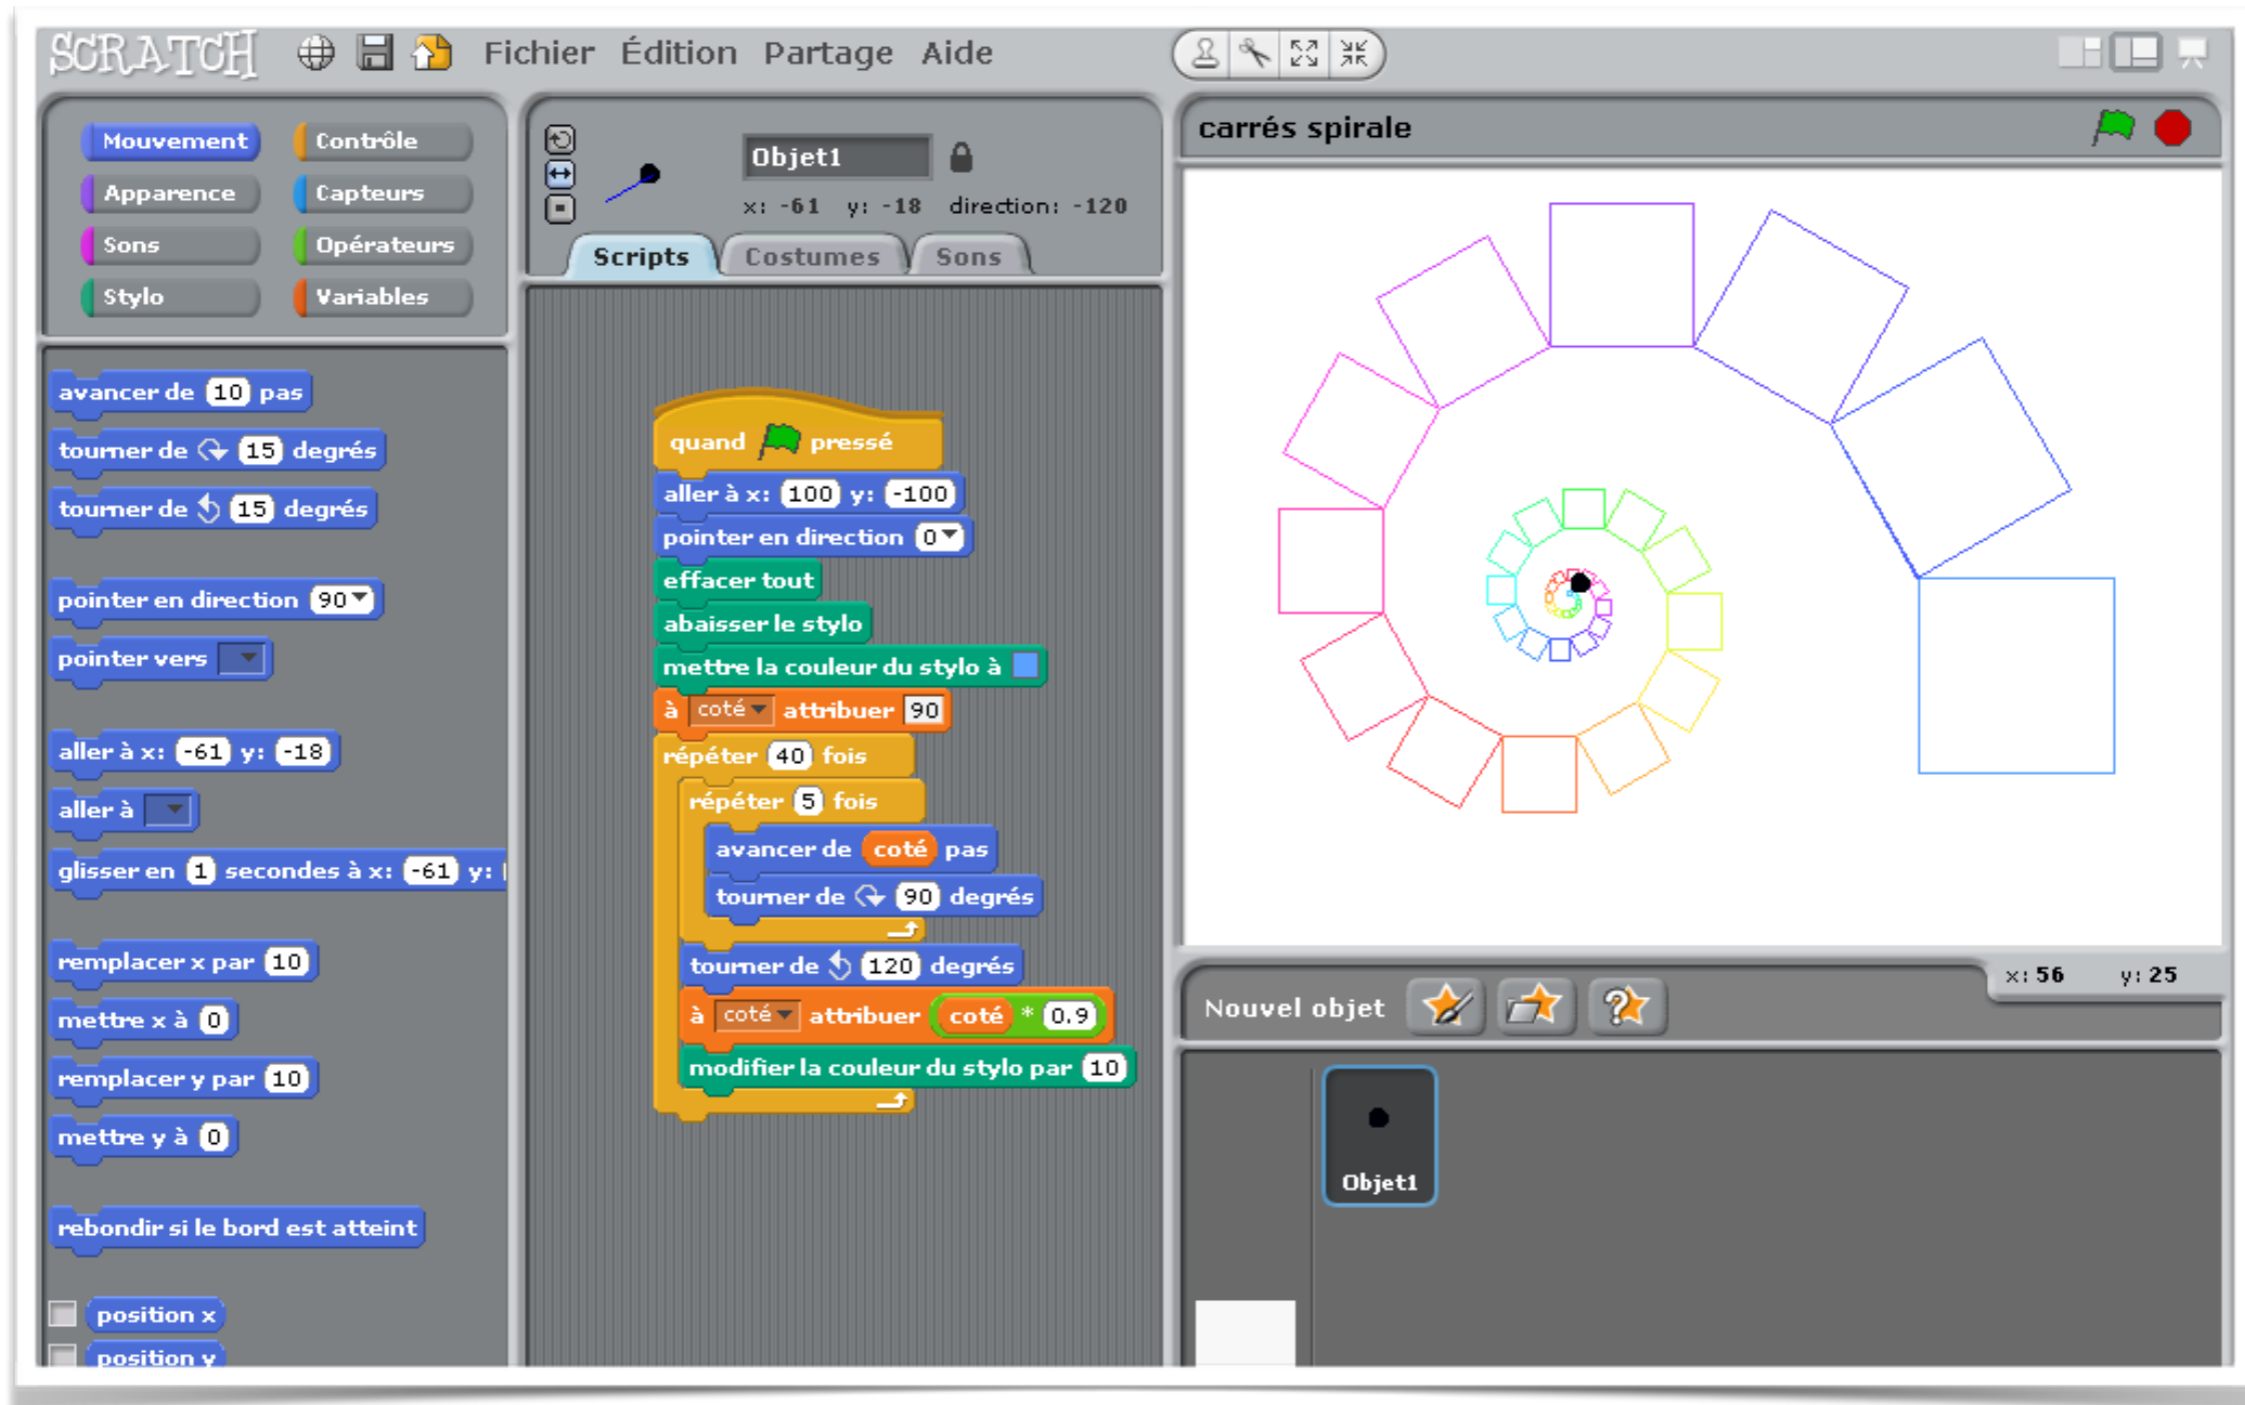 SCRATCH Fichier Édition Partage Aide
Mouvement Contrôle
Apparence Capteurs
Sons Opérateurs
Stylo Variables
avancer de 10 pas
tourner de 15 degrés
tourner de 15 degrés
pointer en direction 90
pointer vers
aller à x: -61 y: -18
aller à
glisser en 1 secondes à x: -61 y:
remplacer x par 10
mettre x à 0
remplacer y par 10
mettre y à 0
rebondir si le bord est atteint
position x
position y
Objet1
x: -61 y: -18 direction: -120
Scripts Costumes Sons
quand pressé
aller à x: 100 y: -100
pointer en direction 0
effacer tout
abaisser le stylo
mettre la couleur du stylo à
à coté attribuer 90
répéter 40 fois
répéter 5 fois
avancer de coté pas
tourner de 90 degrés
tourner de 120 degrés
à coté attribuer coté * 0.9
modifier la couleur du stylo par 10
carrés spirale
x: 56 y: 25
Nouvel objet
Objet1